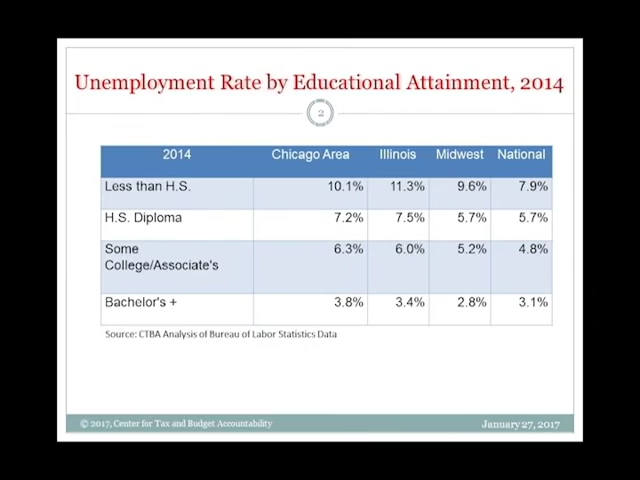 Unemployment Rate by Educational Attainment, 2014
2
2014 Chicago Area Illinois Midwest National
Less than H.S. 10.1% 11.3% 9.6% 7.9%
H.S. Diploma 7.2% 7.5% 5.7% 5.7%
Some 6.3% 6.0% 5.2% 4.8%
College/Associate's
Bachelor's + 3.8% 3.4% 2.8% 3.1%
Source: CTBA Analysis of Bureau of Labor Statistics Data
© 2017, Center for Tax and Budget Accountability January 27, 2017